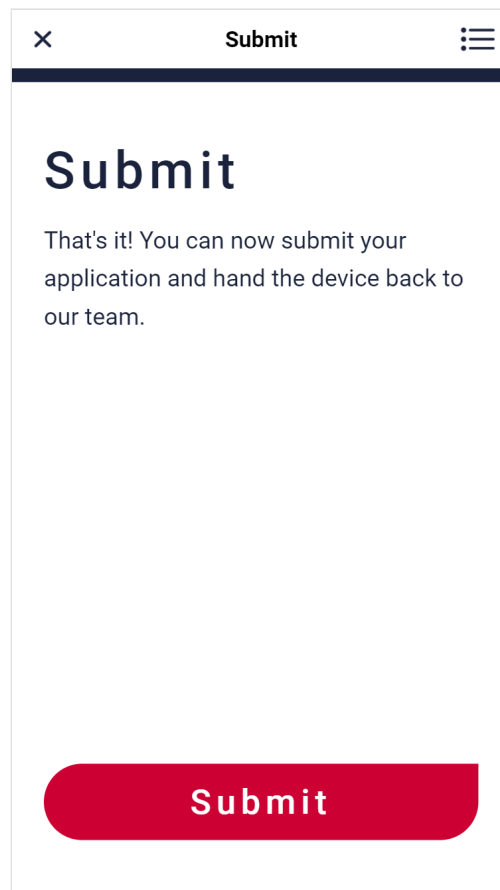 Submit
Submit
That's it! You can now submit your
application and hand the device back to
our team.
Submit